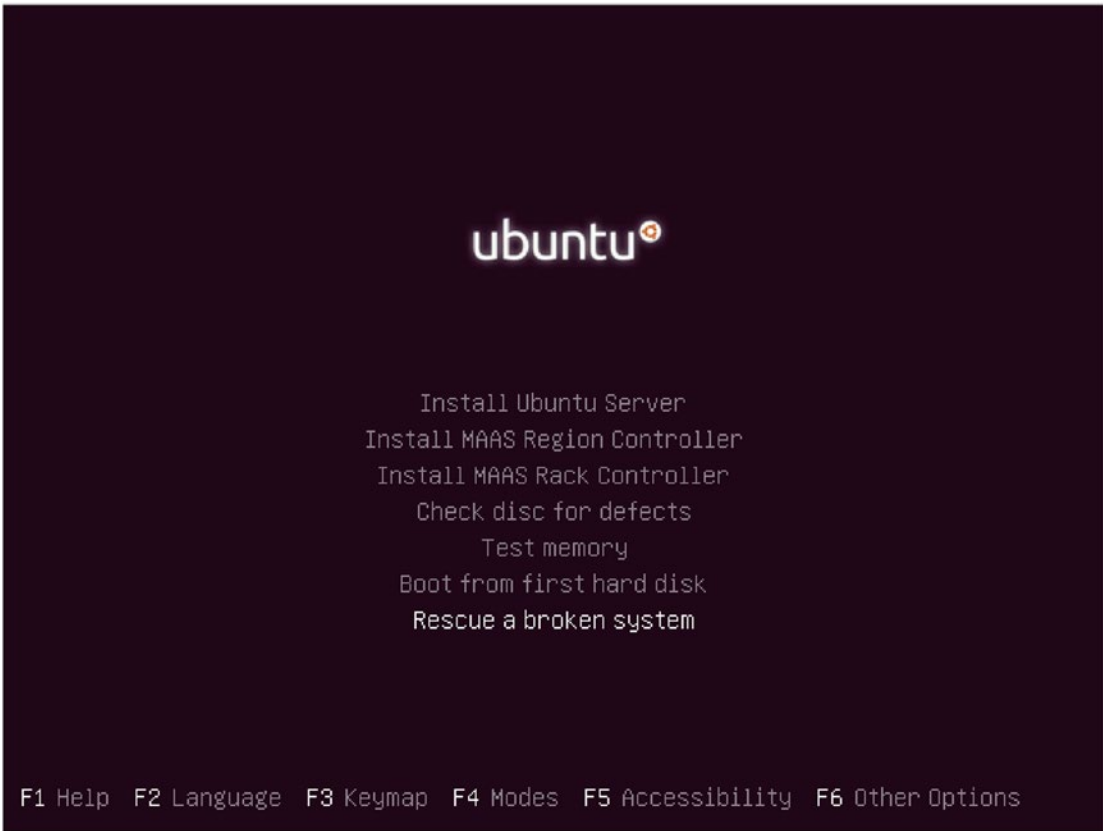 ubuntu
Install Ubuntu Server
Install MAAS Region Controller
Install MAAS Rack Controller
Check disc for defects
Test memory
Boot from first hard disk
Rescue a broken system
F1 Help F2 Language F3 Keymap F4 Modes F5 Accessibility F6 Other Options